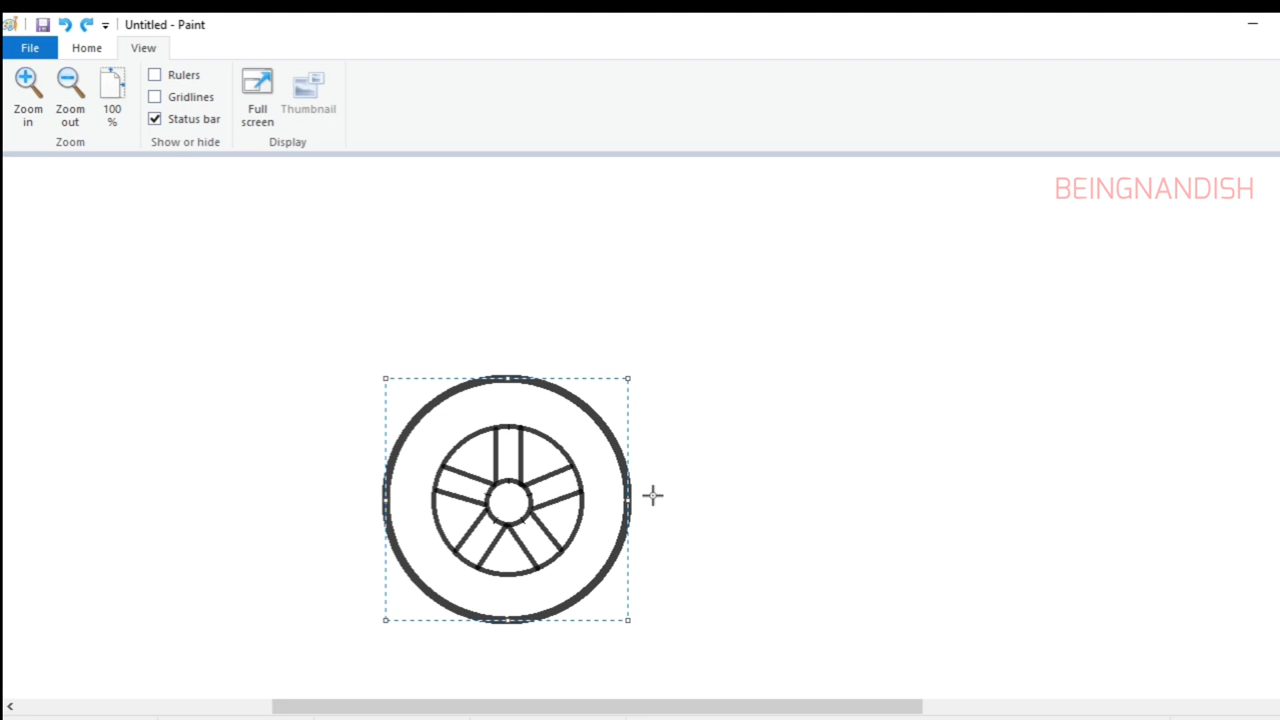 Untitled - Paint
File Home View
Zoom in
Zoom out
100 %
Rulers
Gridlines
Status bar
Full screen
Thumbnail
Zoom
Show or hide
Display
BEINGNANDISH